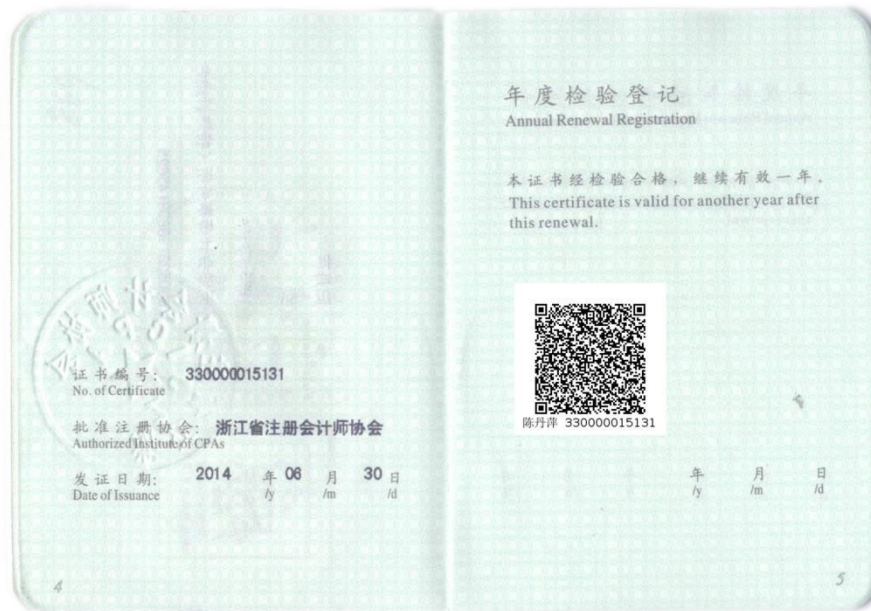 证书编号: 330000015131
No. of Certificate
批准注册协会: 浙江省注册会计师协会
Authorized Institute of CPAs
发证日期: 2014 年 06 月 30 日
Date of Issuance /y /m /d
4
年度检验登记
Annual Renewal Registration
本证书经检验合格，继续有效一年。
This certificate is valid for another year after
this renewal.
陈丹萍 330000015131
年 月 日
/y /m /d
5